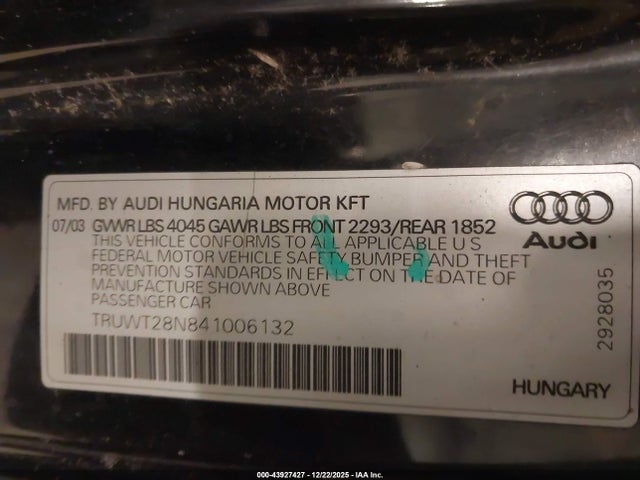 MFD. BY AUDI HUNGARIA MOTOR KFT
07/03 GVWR LBS 4045 GAWR LBS FRONT 2293/REAR 1852
THIS VEHICLE CONFORMS TO ALL APPLICABLE U S
FEDERAL MOTOR VEHICLE SAFETY BUMPER AND THEFT
PREVENTION STANDARDS IN EFFECT ON THE DATE OF
MANUFACTURE SHOWN ABOVE
PASSENGER CAR
TRUWT28N841006132
Audi
2928035
HUNGARY
000-43927427 - 12/22/2025 - IAA Inc.